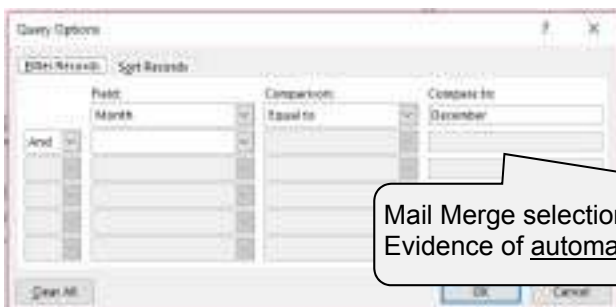 Query Options ? ×
Filter Records Sort Records
Field: Comparison: Compare to:
Month Equal to December
And
Mail Merge selection
Evidence of automa
Clear All OK Cancel